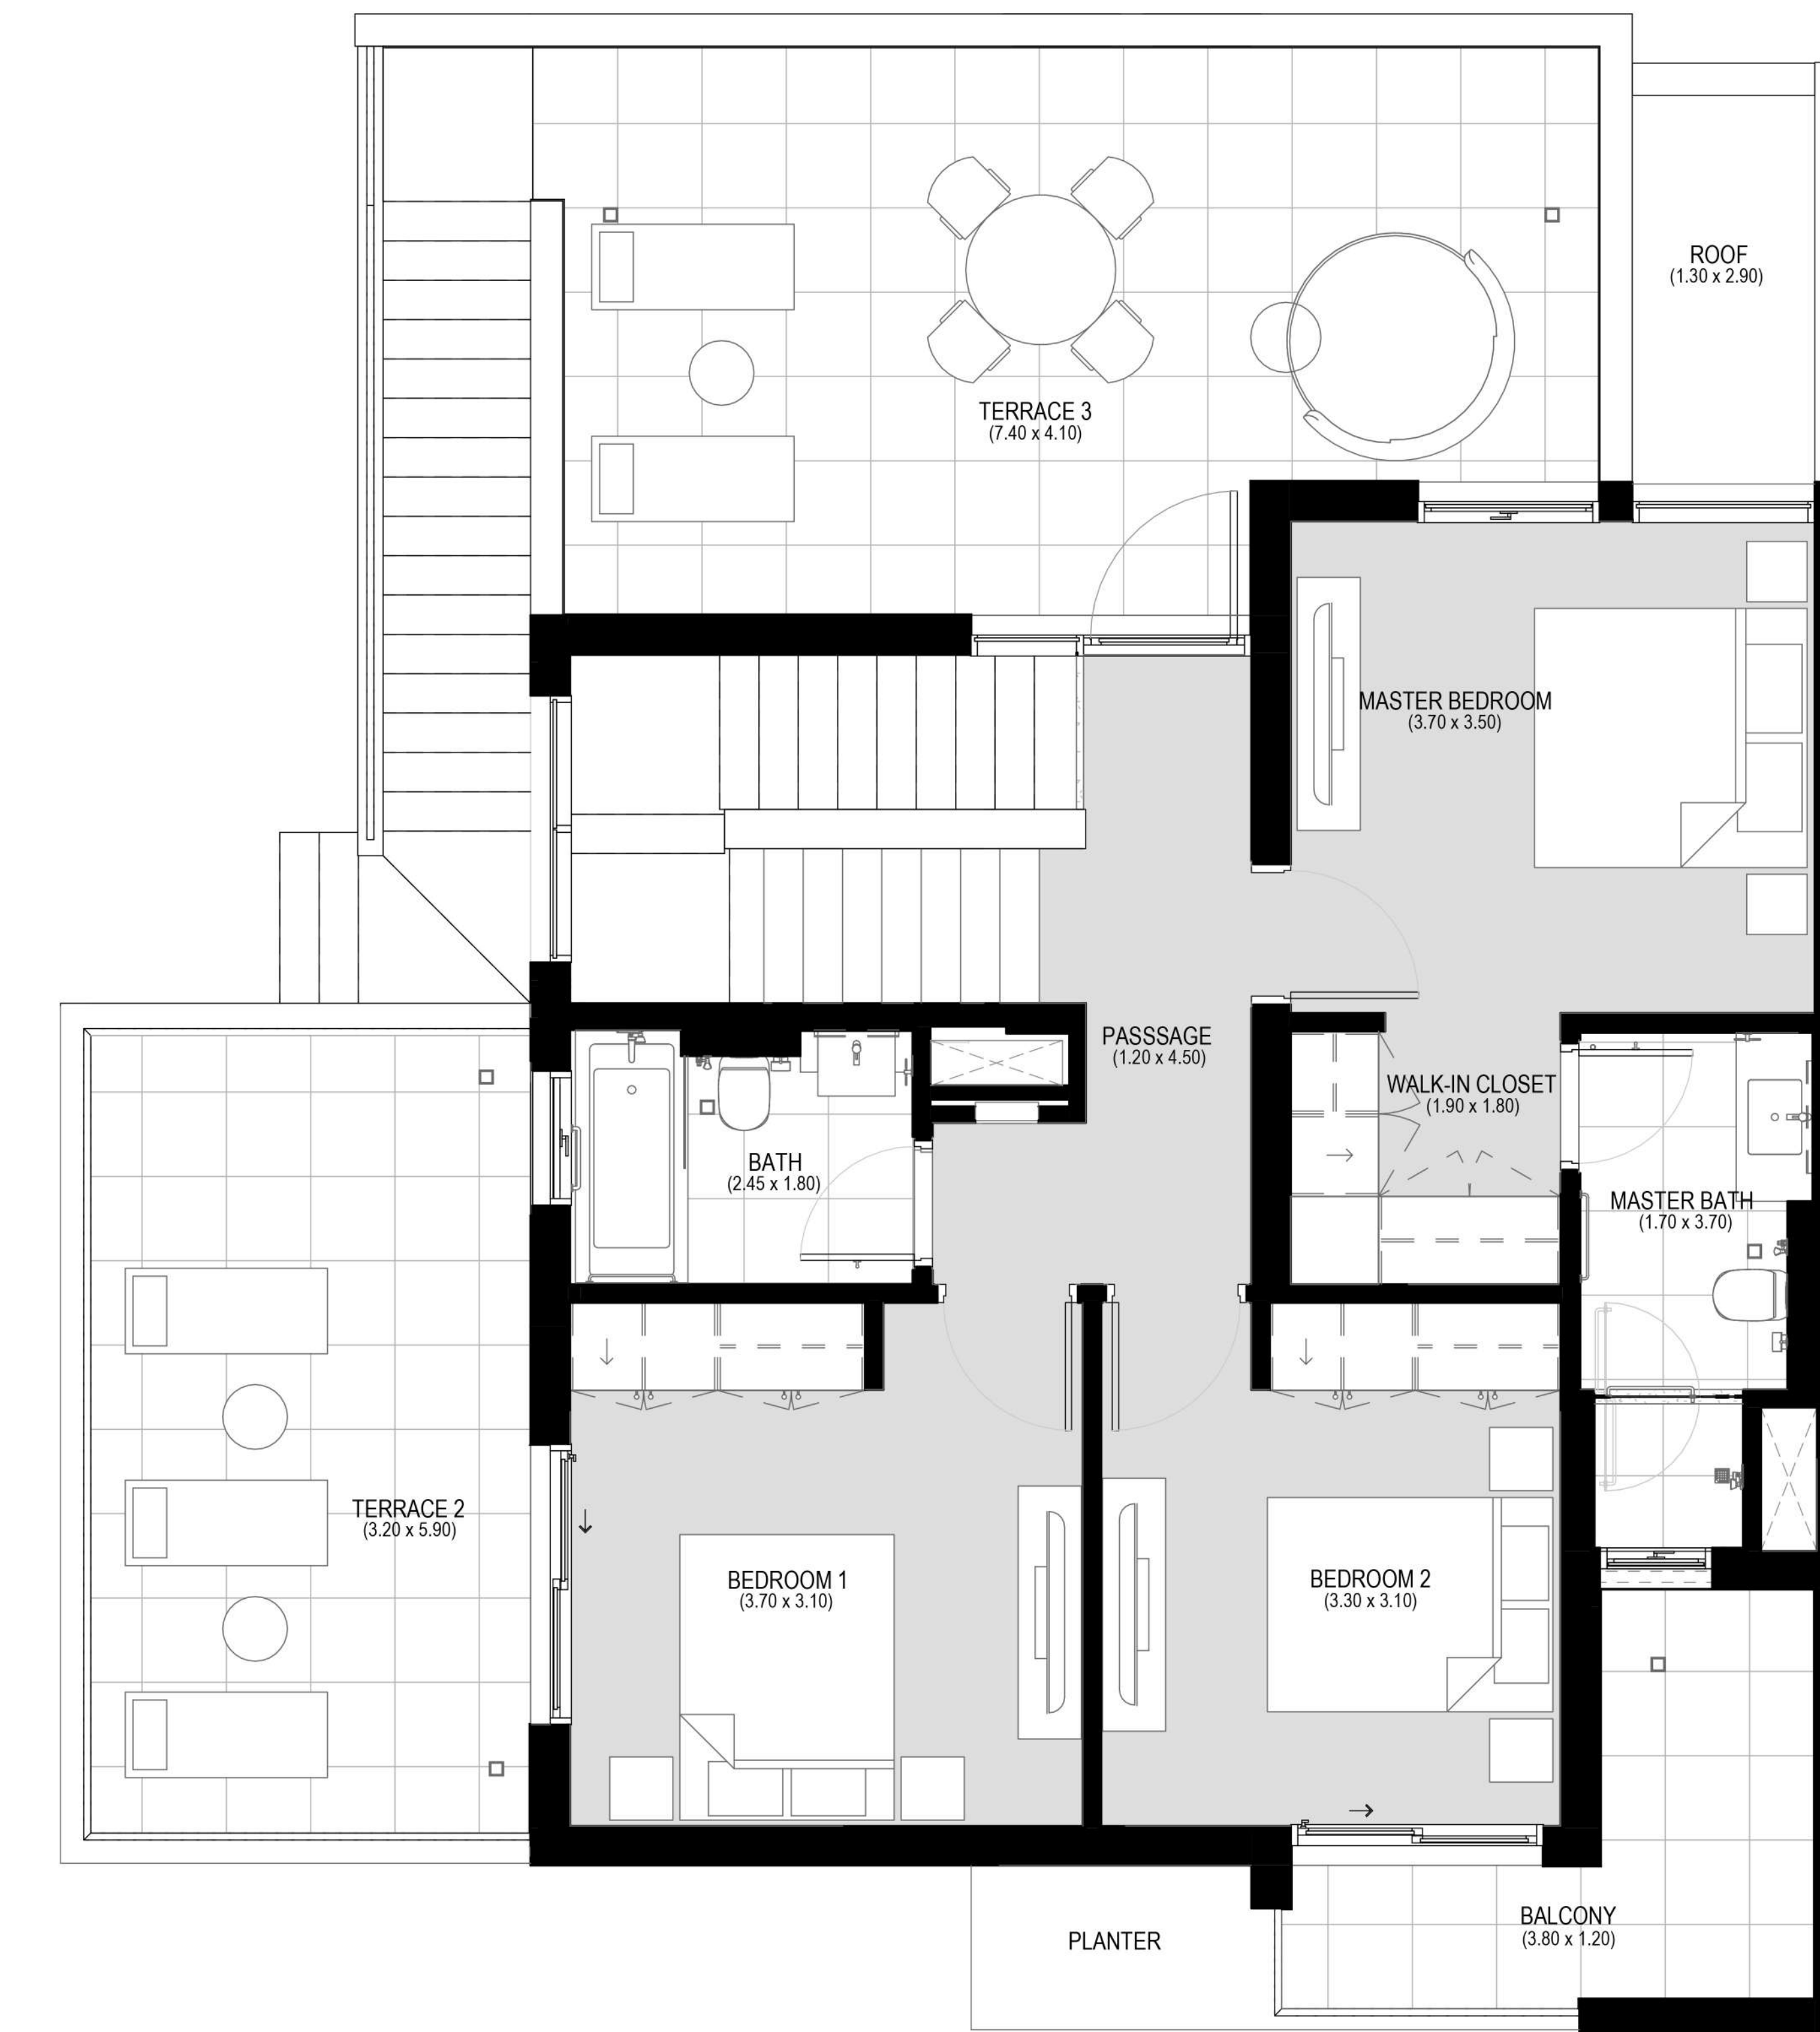 ROOF
(1.30 x 2.90)
TERRACE 3
(7.40 x 4.10)
MASTER BEDROOM
(3.70 x 3.50)
PASSSAGE
(1.20 x 4.50)
WALK-IN CLOSET
(1.90 x 1.80)
BATH
(2.45 x 1.80)
MASTER BATH
(1.70 x 3.70)
TERRACE 2
(3.20 x 5.90)
BEDROOM 1
(3.70 x 3.10)
BEDROOM 2
(3.30 x 3.10)
BALCONY
(3.80 x 1.20)
PLANTER